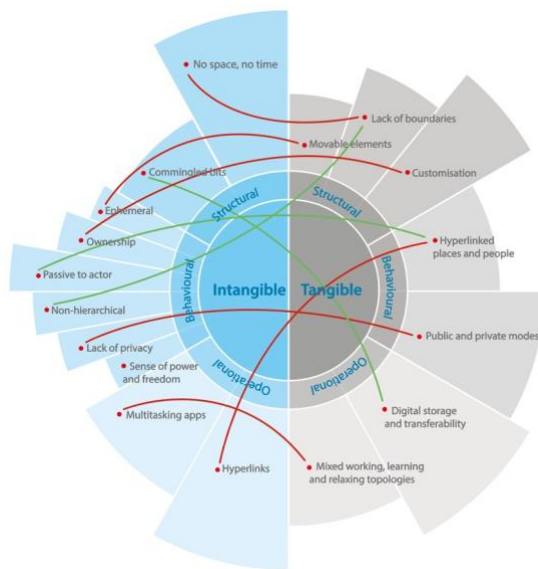 No space, no time
Lack of boundaries
Movable elements
Commingled bits
Customisation
Structural
Structural
Ephemeral
Ownership
Hyperlinked
places and people
Passive to actor
Behavioural
Intangible
Tangible
Behavioural
Non-hierarchical
Public and private modes
Lack of privacy
Sense of power
and freedom
Operational
Operational
Multitasking apps
Digital storage
and transferability
Hyperlinks
Mixed working, learning
and relaxing topologies